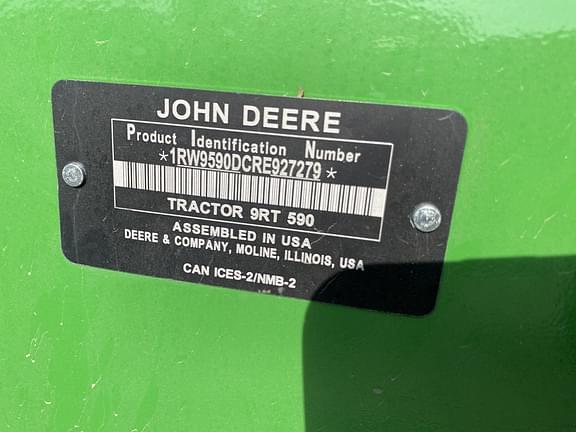 JOHN DEERE
Product Identification Number
*1RW9590DCRE927279*
TRACTOR 9RT 590
ASSEMBLED IN USA
DEERE & COMPANY, MOLINE, ILLINOIS, USA
CAN ICES-2/NMB-2